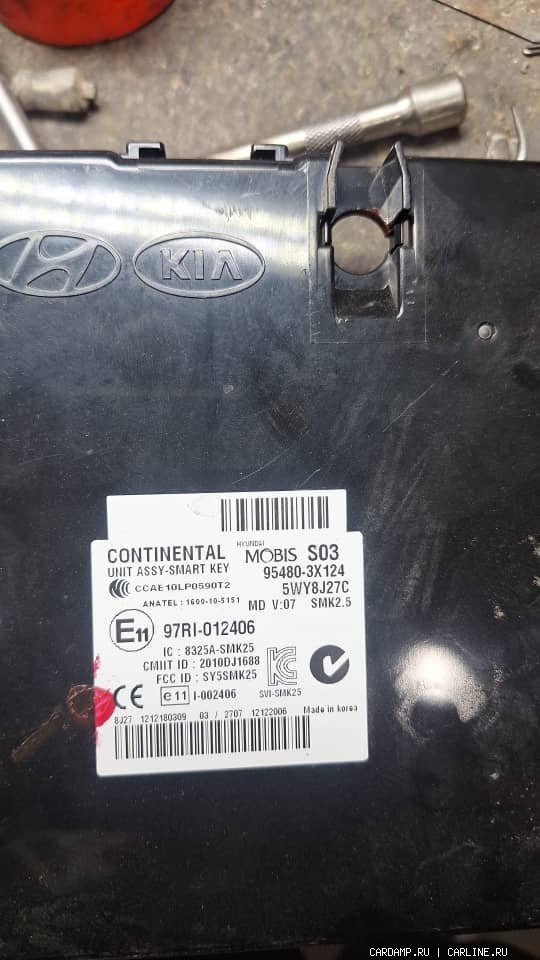 KIA
HYUNDAI
CONTINENTAL MOBIS S03
UNIT ASSY-SMART KEY 95480-3X124
CCAE10LP0590T2 5WY8J27C
ANATEL : 1600-10-5151 MD V:07 SMK2.5
E11 97RI-012406
IC : 8325A-SMK25
CMIIT ID : 2010DJ1688
FCC ID : SY5SMK25
CE e11 I-002406 SVI-SMK25
8J27 1212180309 03 / 2707 12122006 Made in korea
CARDAMP.RU | CARLINE.RU